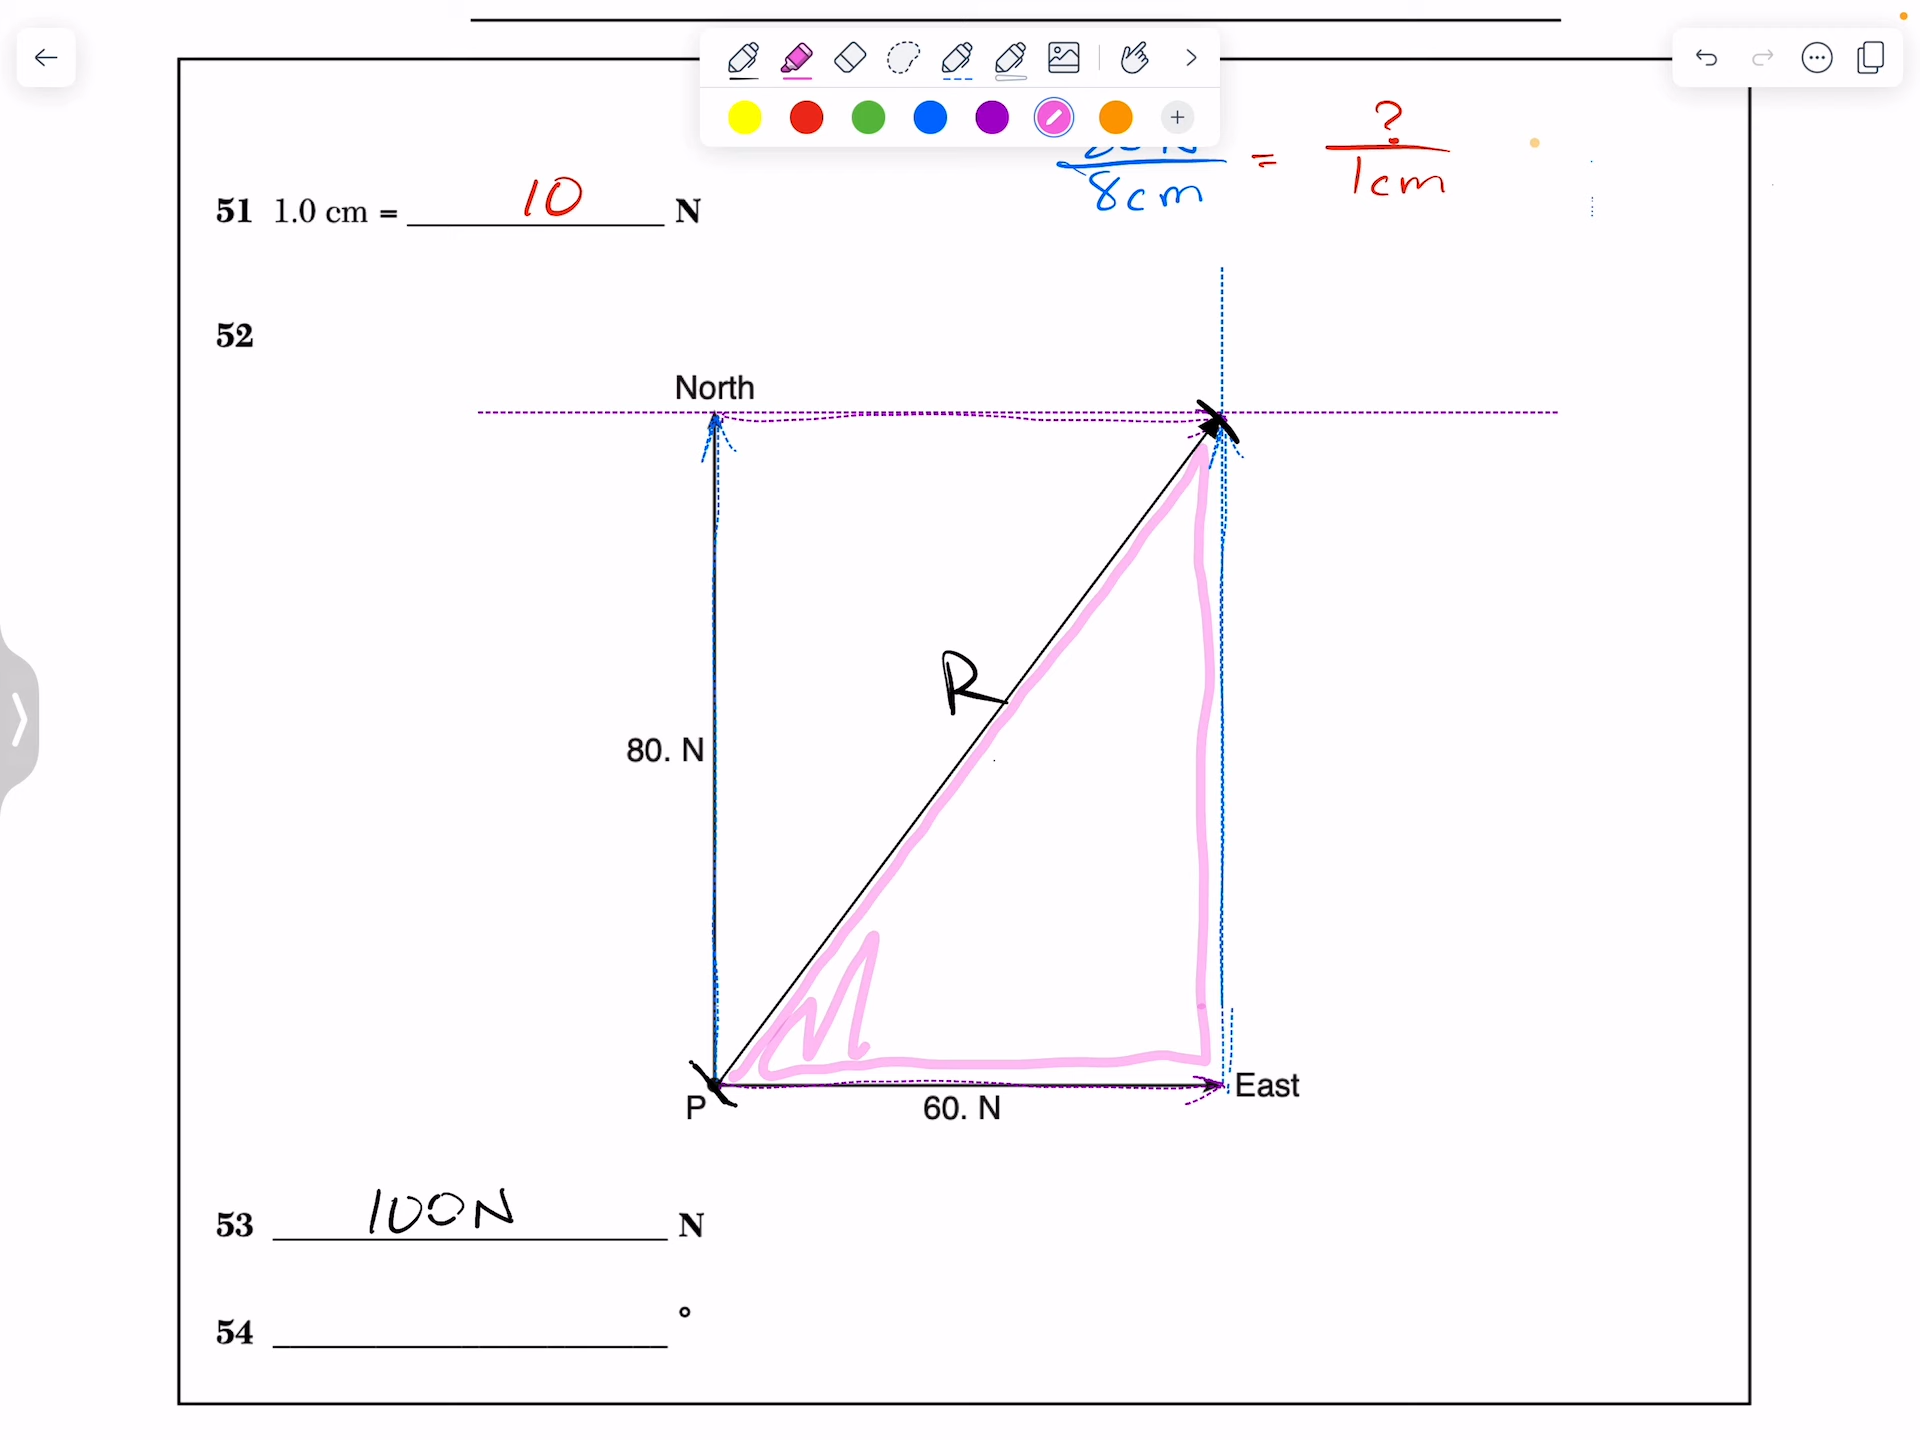 ?
8cm = 1cm
51 1.0 cm = 10 N
52
North
R
80. N
East
P
60. N
53 100N N
54 °